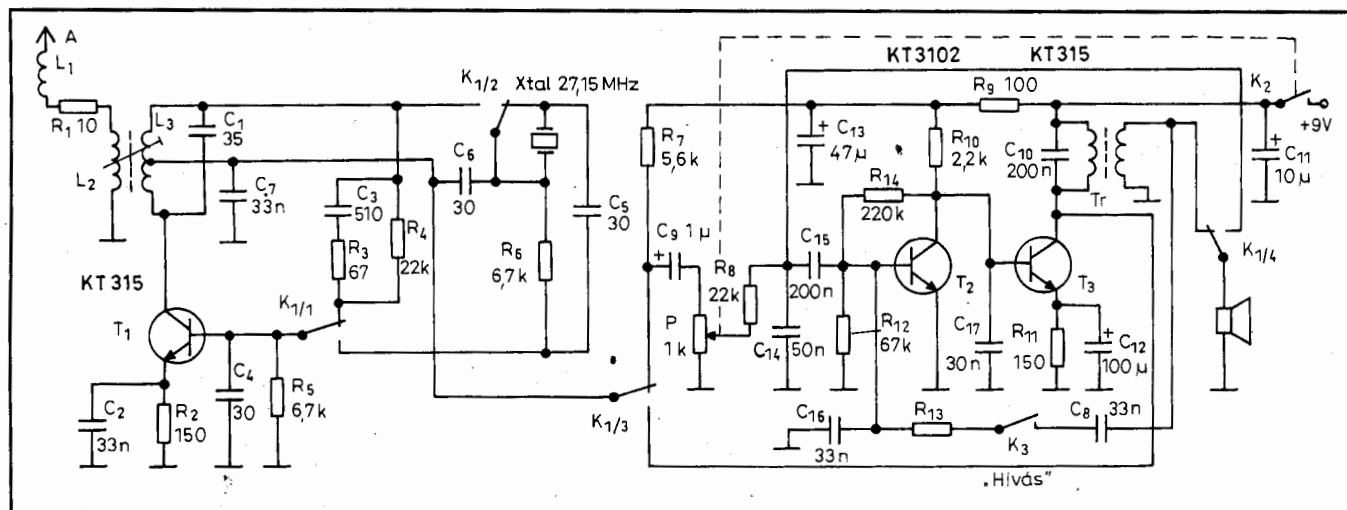 A
L1
R1 10
L2
L3
C1
35
C7
33n
KT315
T1
C2
33n
R2
150
C4
30
R5
6,7k
K1/1
C3
510
R3
67
R4
22k
C6
30
K1/2
Xtal 27,15 MHz
R6
6,7k
C5
30
K1/3
R7
5,6k
C9 1µ
+
P
1k
R8
22k
C13
47µ
+
C14
50n
C15
200n
R14
220k
R10
2,2k
R12
67k
KT3102
KT315
R9 100
T2
C17
30n
T3
R11
150
C12
100µ
+
C10
200n
Tr
K2
+9V
C11
10µ
+
K1/4
C16
33n
R13
K3
C8
33n
„Hívás"